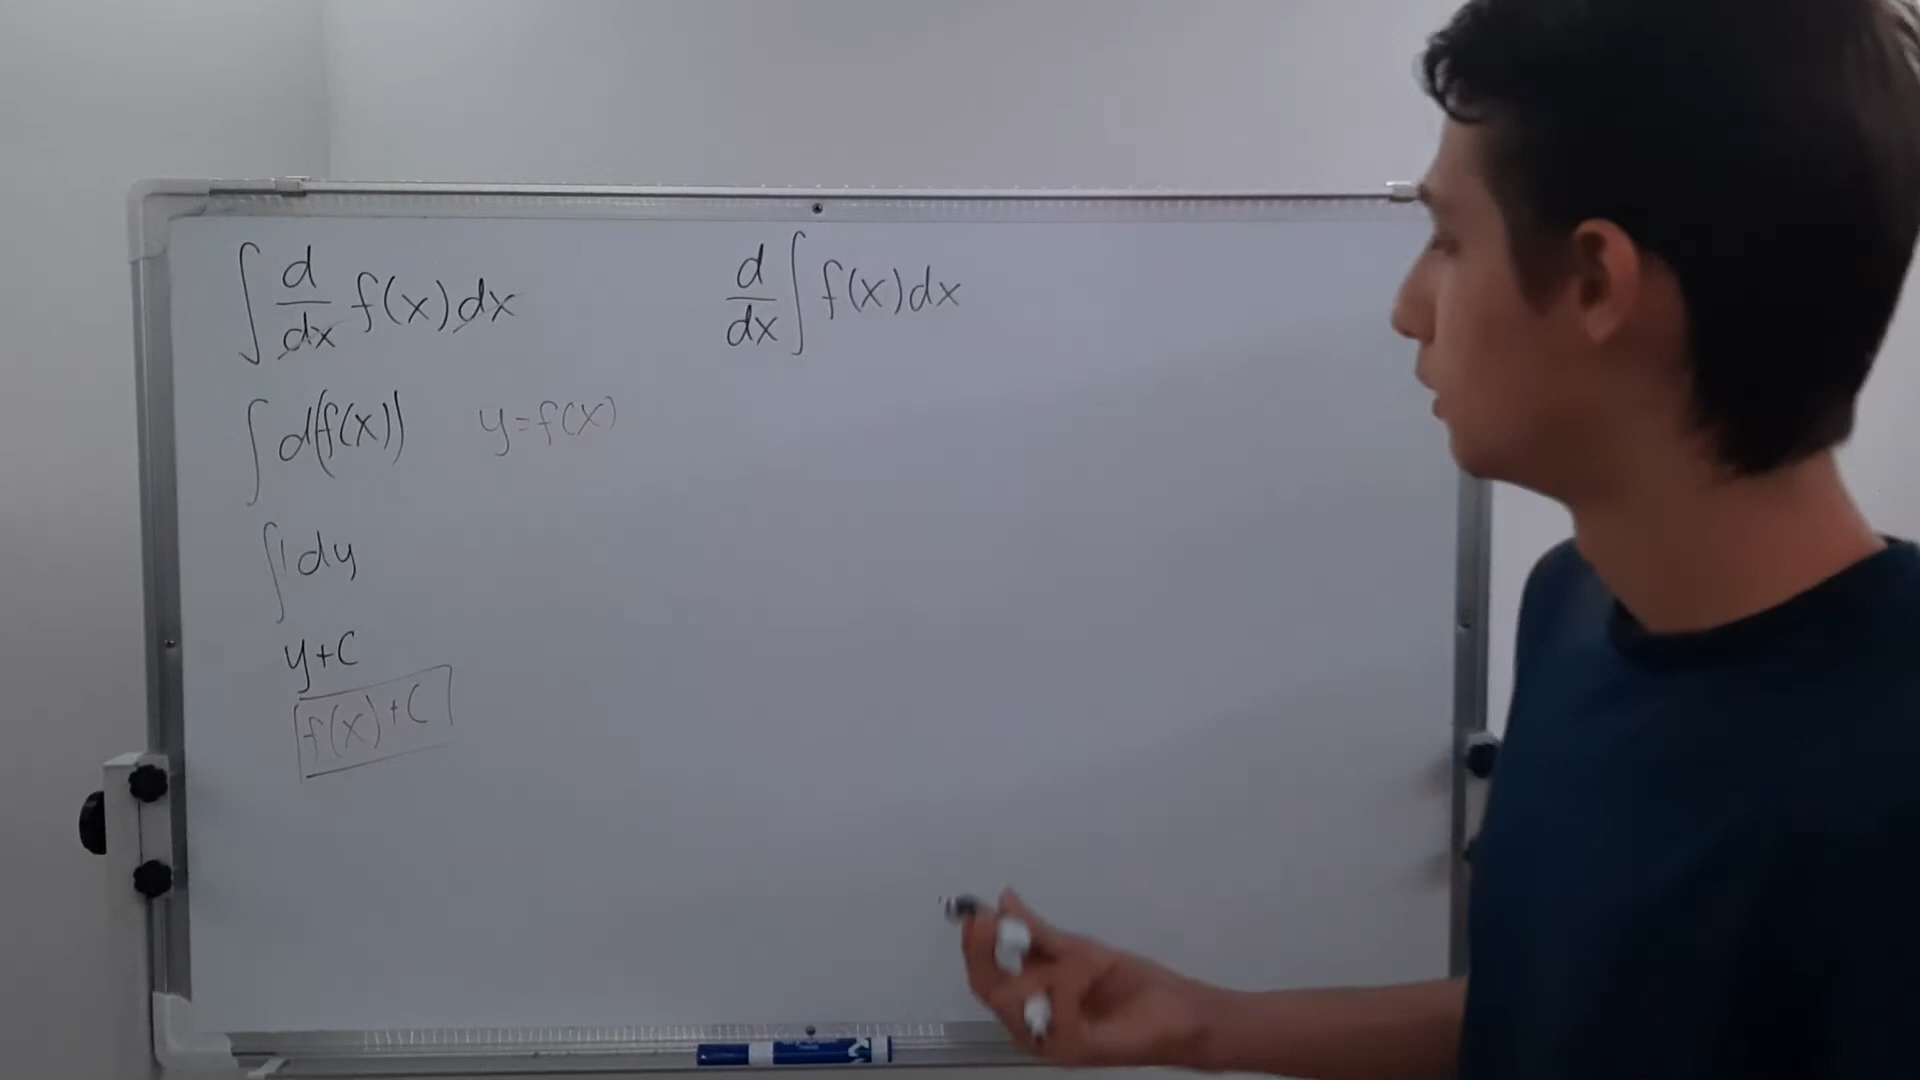 ∫ d/dx f(x) dx
∫ d(f(x)) y=f(x)
∫ 1 dy
y+C
f(x)+C
d/dx ∫ f(x) dx